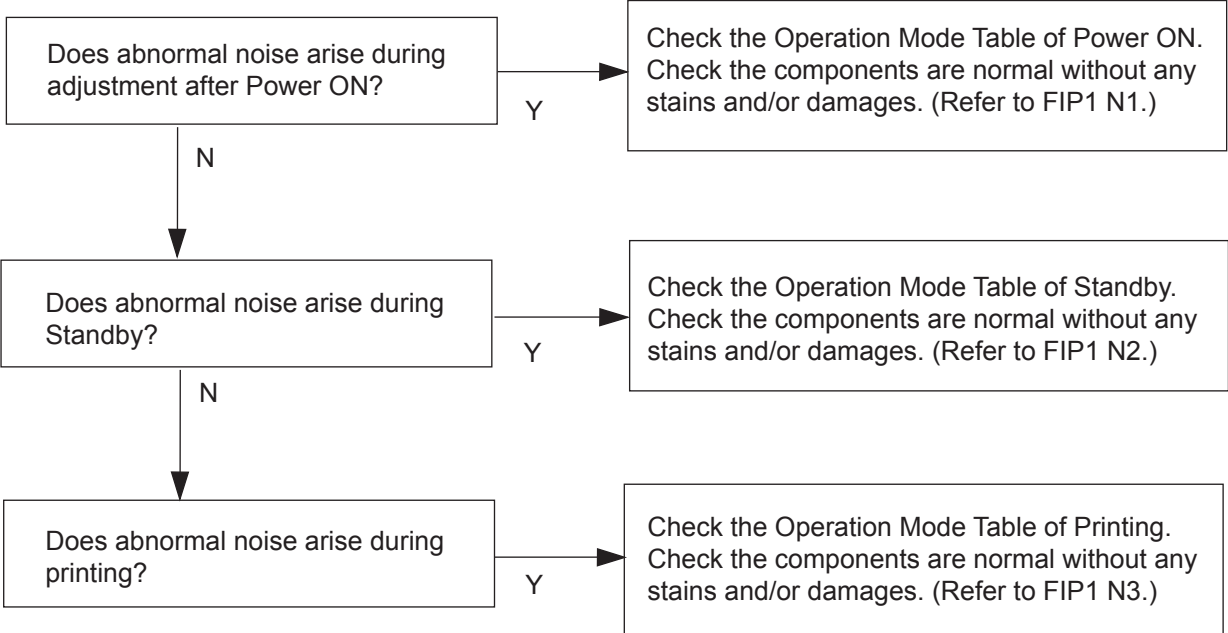 Does abnormal noise arise during
adjustment after Power ON?
Y
Check the Operation Mode Table of Power ON.
Check the components are normal without any
stains and/or damages. (Refer to FIP1 N1.)
N
Does abnormal noise arise during
Standby?
Y
Check the Operation Mode Table of Standby.
Check the components are normal without any
stains and/or damages. (Refer to FIP1 N2.)
N
Does abnormal noise arise during
printing?
Y
Check the Operation Mode Table of Printing.
Check the components are normal without any
stains and/or damages. (Refer to FIP1 N3.)